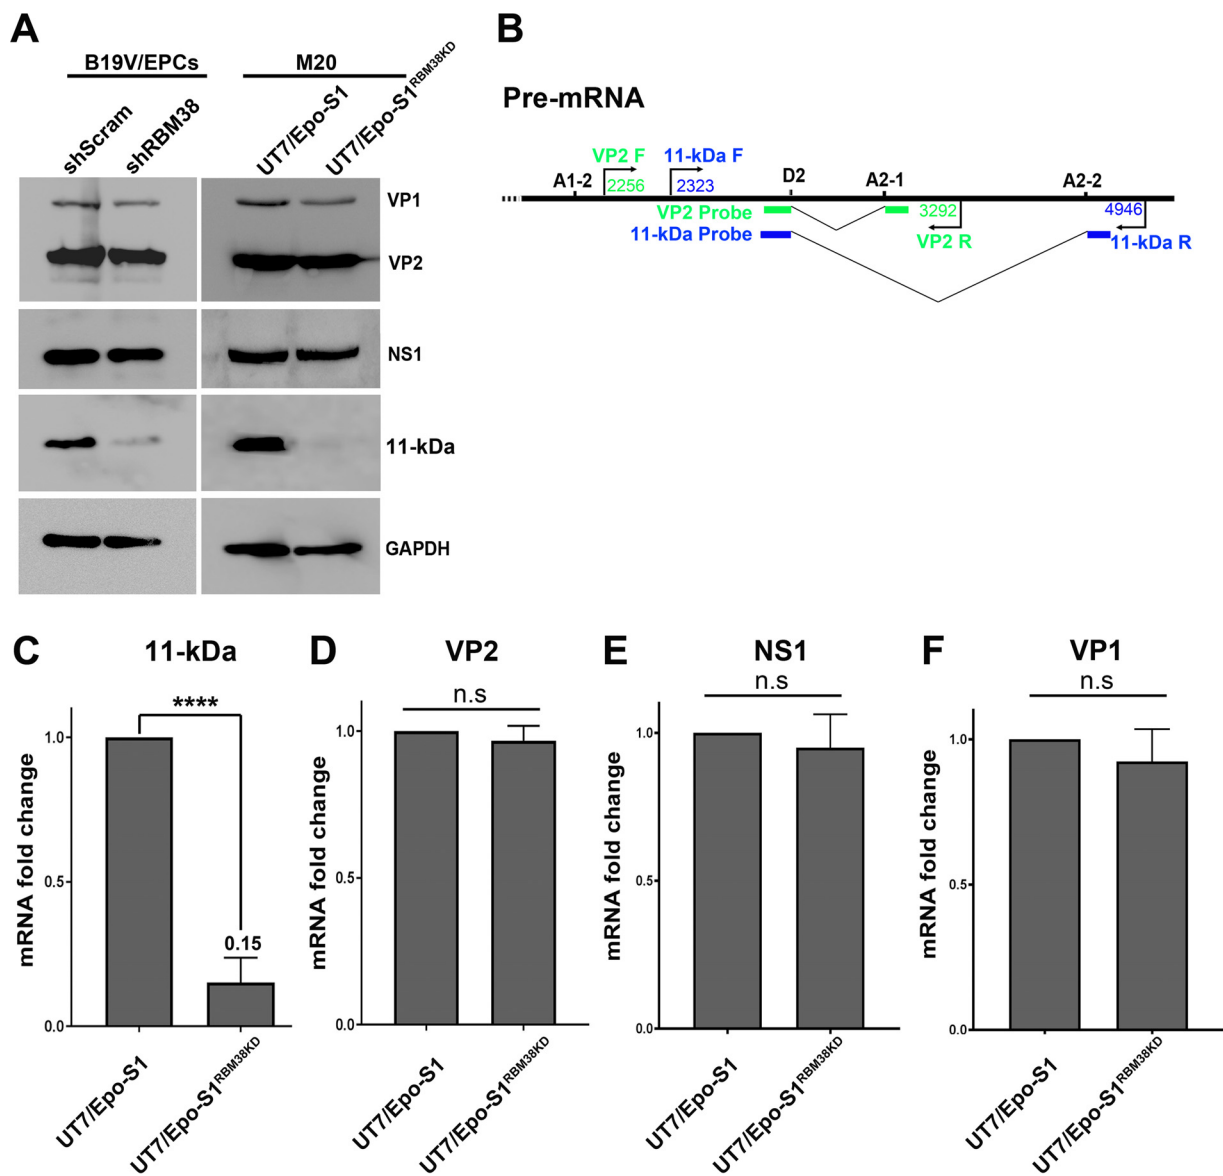 A
B19V/EPCs
M20
shScram
shRBM38
UT7/Epo-S1
UT7/Epo-S1RBM38KD
VP1
VP2
NS1
11-kDa
GAPDH
B
Pre-mRNA
VP2 F
11-kDa F
A1-2
2256
2323
D2
A2-1
A2-2
VP2 Probe
3292
4946
11-kDa Probe
VP2 R
11-kDa R
C
11-kDa
****
mRNA fold change
1.0
0.5
0.0
0.15
UT7/Epo-S1
UT7/Epo-S1RBM38KD
D
VP2
n.s
mRNA fold change
1.0
0.5
0.0
UT7/Epo-S1
UT7/Epo-S1RBM38KD
E
NS1
n.s
mRNA fold change
1.0
0.5
0.0
UT7/Epo-S1
UT7/Epo-S1RBM38KD
F
VP1
n.s
mRNA fold change
1.0
0.5
0.0
UT7/Epo-S1
UT7/Epo-S1RBM38KD